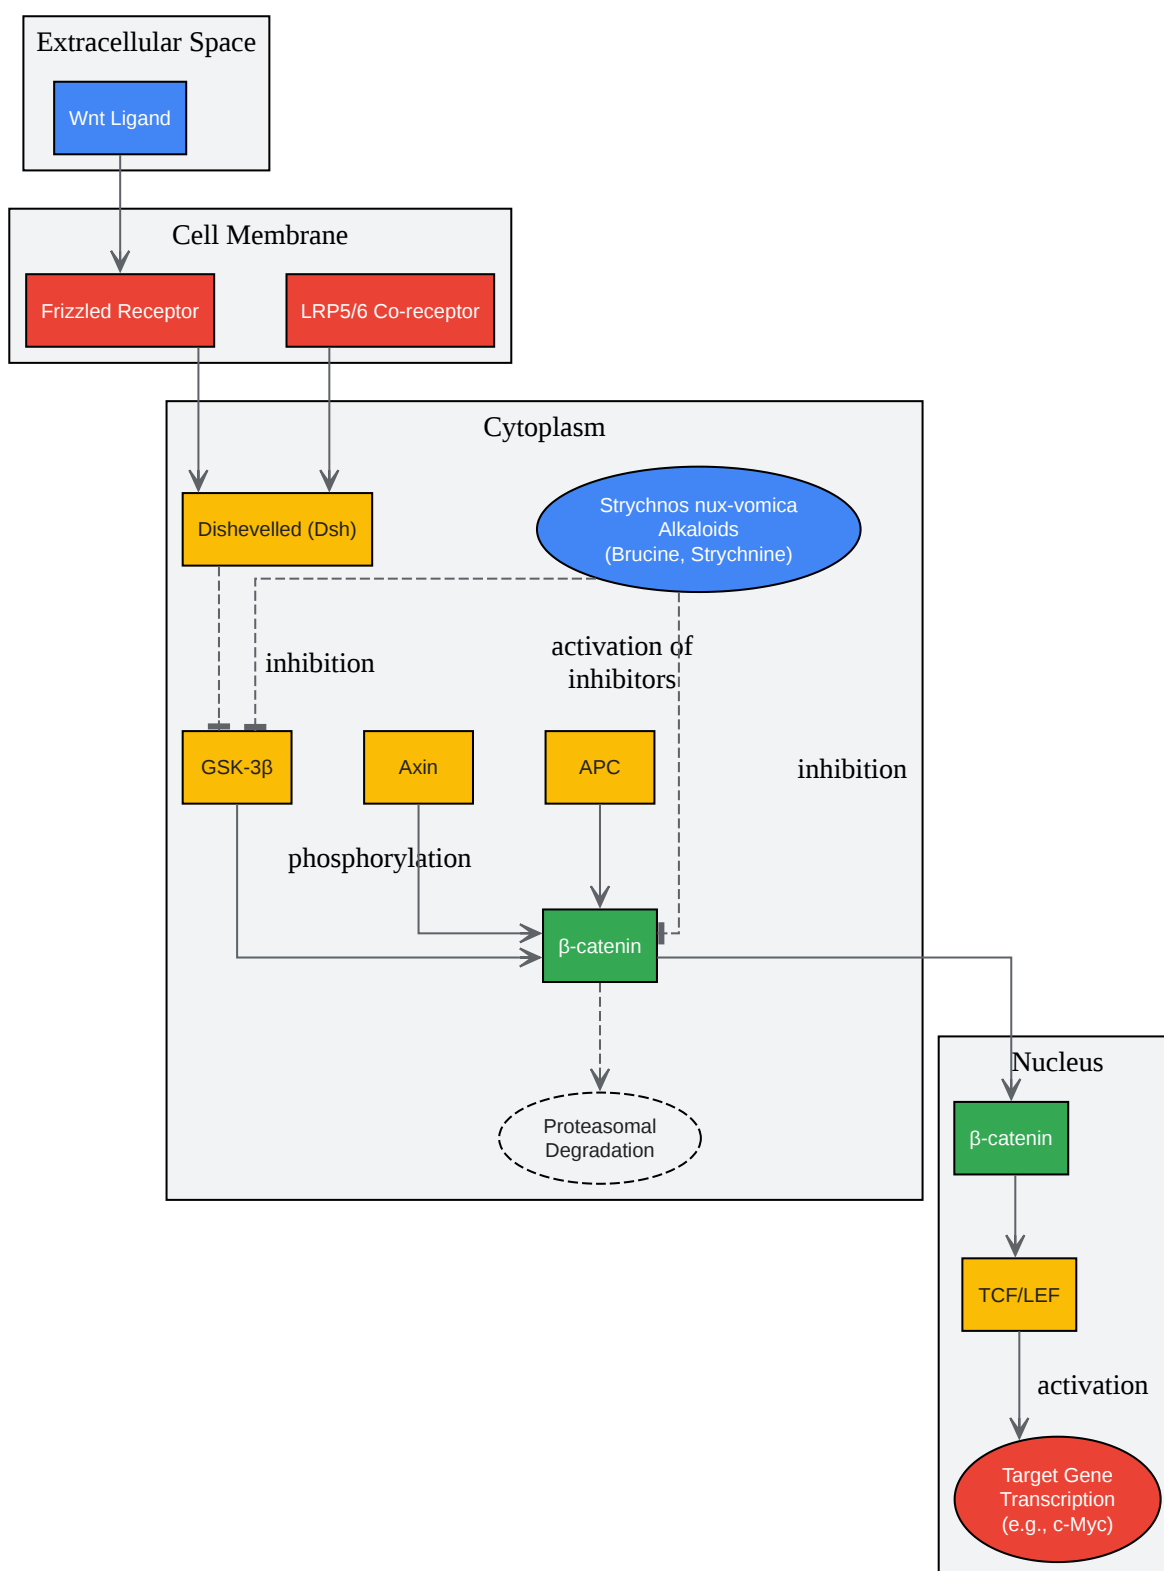 Extracellular Space
Wnt Ligand
Cell Membrane
Frizzled Receptor
LRP5/6 Co-receptor
Cytoplasm
Dishevelled (Dsh)
Strychnos nux-vomica
Alkaloids
(Brucine, Strychnine)
inhibition
activation of
inhibitors
GSK-3β
Axin
APC
inhibition
phosphorylation
β-catenin
Proteasomal
Degradation
Nucleus
β-catenin
TCF/LEF
activation
Target Gene
Transcription
(e.g., c-Myc)